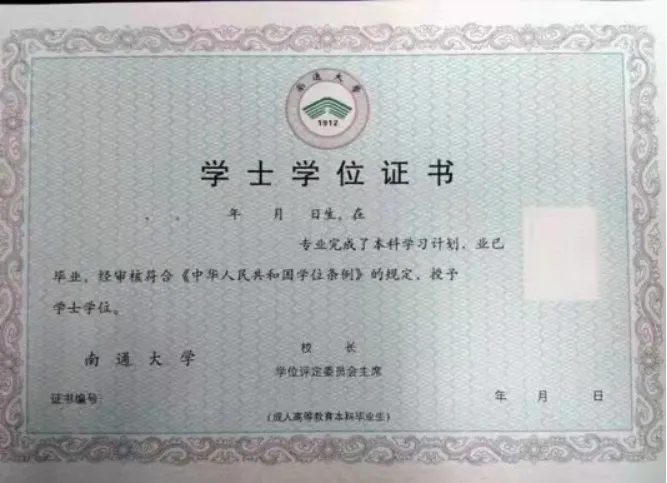 南通大学
1912
学士学位证书
, , 年 月 日生。在
专业完成了本科学习计划，业已
毕业，经审核符合《中华人民共和国学位条例》的规定，授予
学士学位。
南通大学
校长
学位评定委员会主席
证书编号：
年 月 日
(成人高等教育本科毕业生)